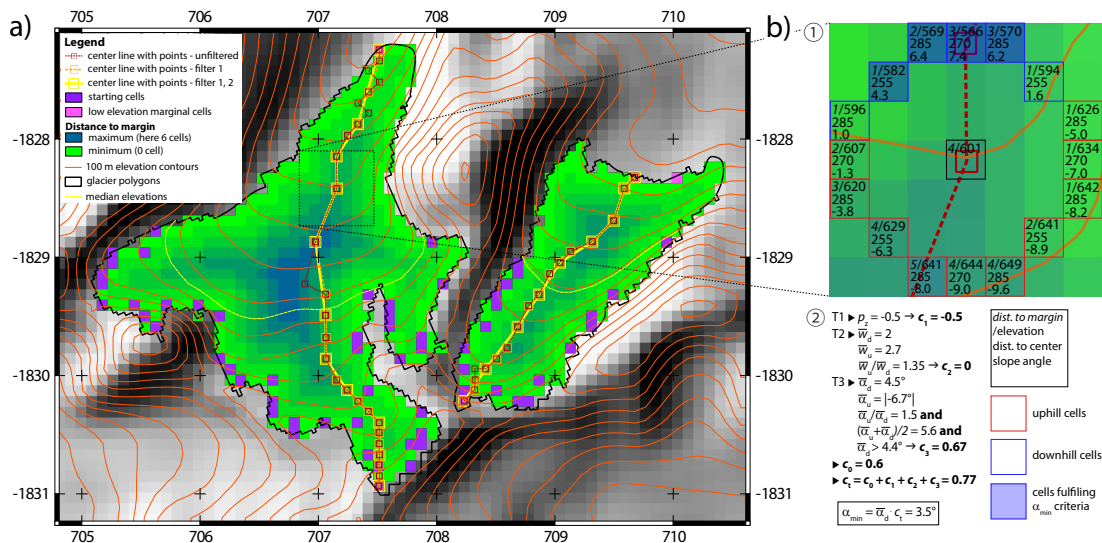 a)
705
706
707
708
709
710
Legend
center line with points - unfiltered
center line with points - filter 1
center line with points - filter 1, 2
starting cells
low elevation marginal cells
Distance to margin
maximum (here 6 cells)
minimum (0 cell)
100 m elevation contours
glacier polygons
median elevations
-1828
-1829
-1830
-1831
-1828
-1829
-1830
-1831
705
706
707
708
709
710
b)
1
2/569
285
6.4
3/566
270
7.4
3/570
285
6.2
1/582
255
4.3
1/594
255
1.6
1/596
285
1.0
1/626
285
-5.0
2/607
270
-1.3
4/601
1/634
270
-7.0
3/620
285
-3.8
1/642
285
-8.2
4/629
255
-6.3
2/641
255
-8.9
5/641
285
-8.0
4/644
270
-9.0
4/649
285
-9.6
2
T1 ▶ p_z = -0.5 → c_1 = -0.5
T2 ▶ w̅_d = 2
w̅_u = 2.7
w̅_u/w̅_d = 1.35 → c_2 = 0
T3 ▶ α̅_d = 4.5°
α̅_u = |-6.7°|
α̅_u/α̅_d = 1.5 and
(α̅_u+α̅_d)/2 = 5.6 and
α̅_d > 4.4° → c_3 = 0.67
▶ c_0 = 0.6
▶ c_t = c_0 + c_1 + c_2 + c_3 = 0.77
α_min = α̅_d · c_t = 3.5°
dist. to margin
/elevation
dist. to center
slope angle
uphill cells
downhill cells
cells fulfiling
α_min criteria